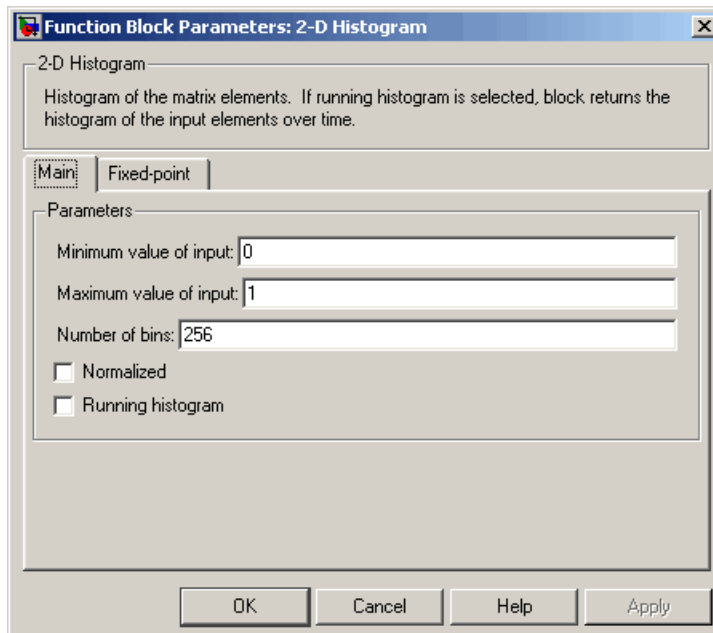 Function Block Parameters: 2-D Histogram
2-D Histogram
Histogram of the matrix elements. If running histogram is selected, block returns the
histogram of the input elements over time.
Main Fixed-point
Parameters
Minimum value of input: 0
Maximum value of input: 1
Number of bins: 256
Normalized
Running histogram
OK Cancel Help Apply